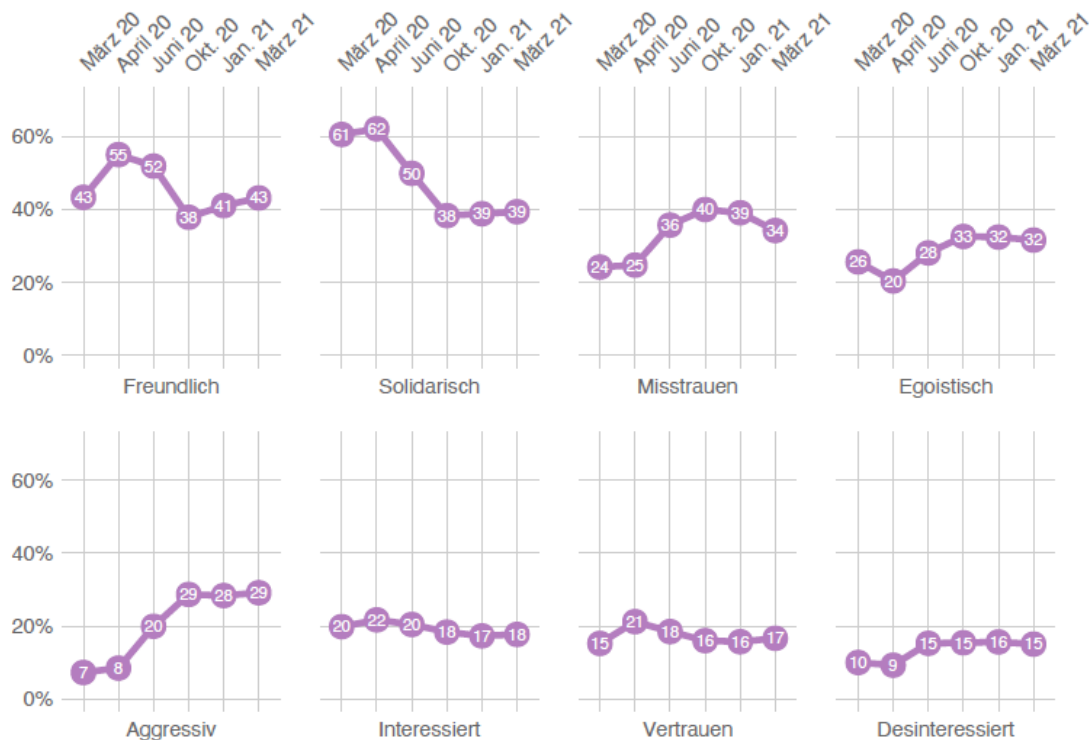 März 20 April 20 Juni 20 Okt. 20 Jan. 21 März 21
März 20 April 20 Juni 20 Okt. 20 Jan. 21 März 21
März 20 April 20 Juni 20 Okt. 20 Jan. 21 März 21
März 20 April 20 Juni 20 Okt. 20 Jan. 21 März 21
60%
40%
20%
0%
43 55 52 38 41 43
Freundlich
61 62 50 38 39 39
Solidarisch
24 25 36 40 39 34
Misstrauen
26 20 28 33 32 32
Egoistisch
60%
40%
20%
0%
7 8 20 29 28 29
Aggressiv
20 22 20 18 17 18
Interessiert
15 21 18 16 16 17
Vertrauen
10 9 15 15 16 15
Desinteressiert